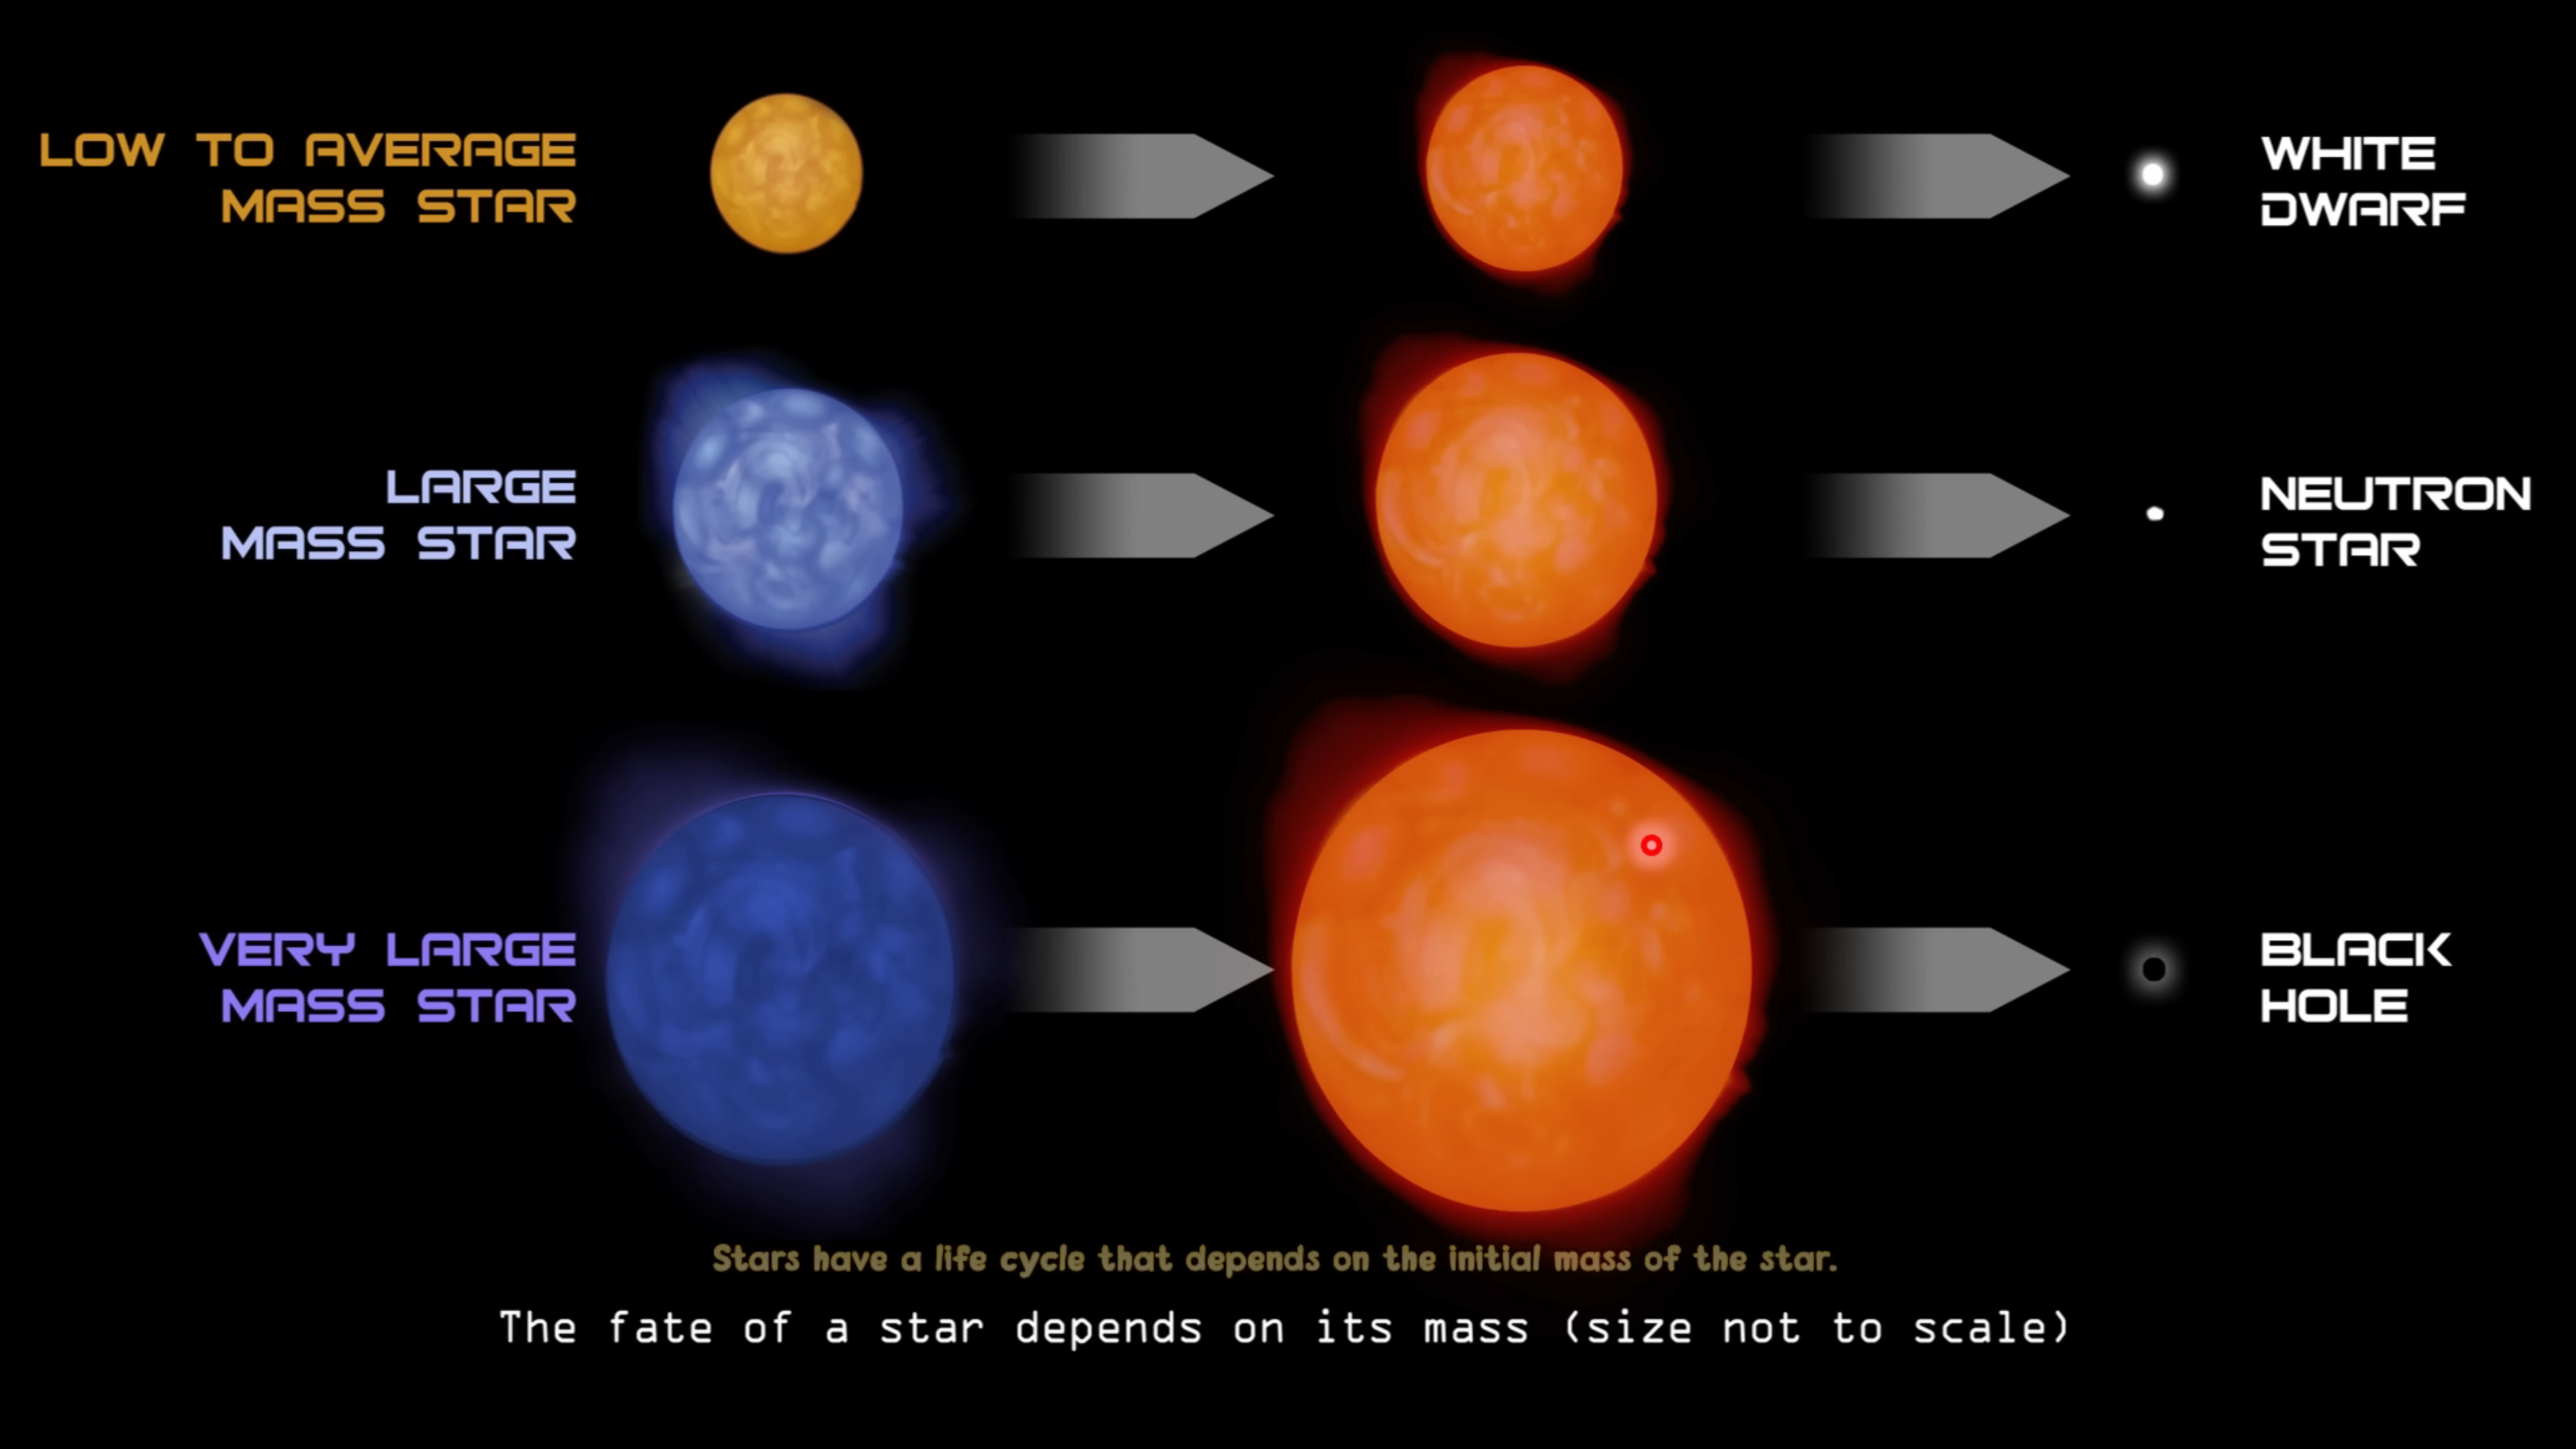 LOW TO AVERAGE
MASS STAR
WHITE
DWARF
LARGE
MASS STAR
NEUTRON
STAR
VERY LARGE
MASS STAR
BLACK
HOLE
Stars have a life cycle that depends on the initial mass of the star.
The fate of a star depends on its mass (size not to scale)